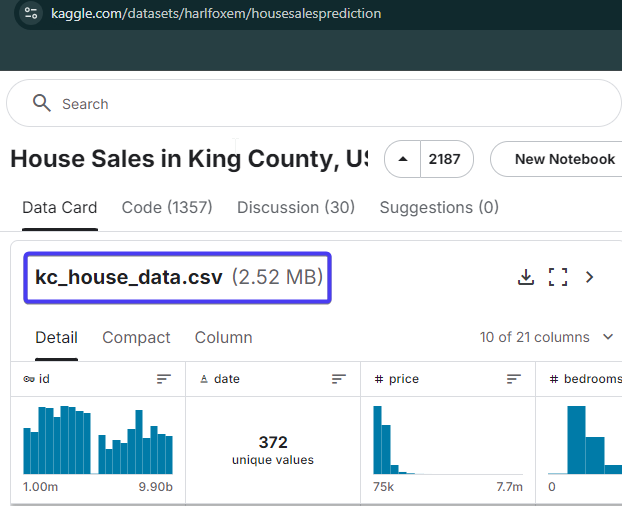 kaggle.com/datasets/harlfoxem/housesalesprediction
Search
House Sales in King County, US
2187
New Notebook
Data Card Code (1357) Discussion (30) Suggestions (0)
kc_house_data.csv (2.52 MB)
Detail Compact Column 10 of 21 columns
id A date # price # bedrooms
372
unique values
1.00m 9.90b 75k 7.7m 0